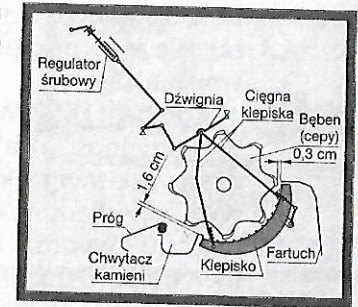 Regulator
śrubowy
Dźwignia
Cięgna
klepiska
Bęben
(cepy)
0,3 cm
1,6 cm
Próg
Chwytacz
kamieni
Klepisko
Fartuch